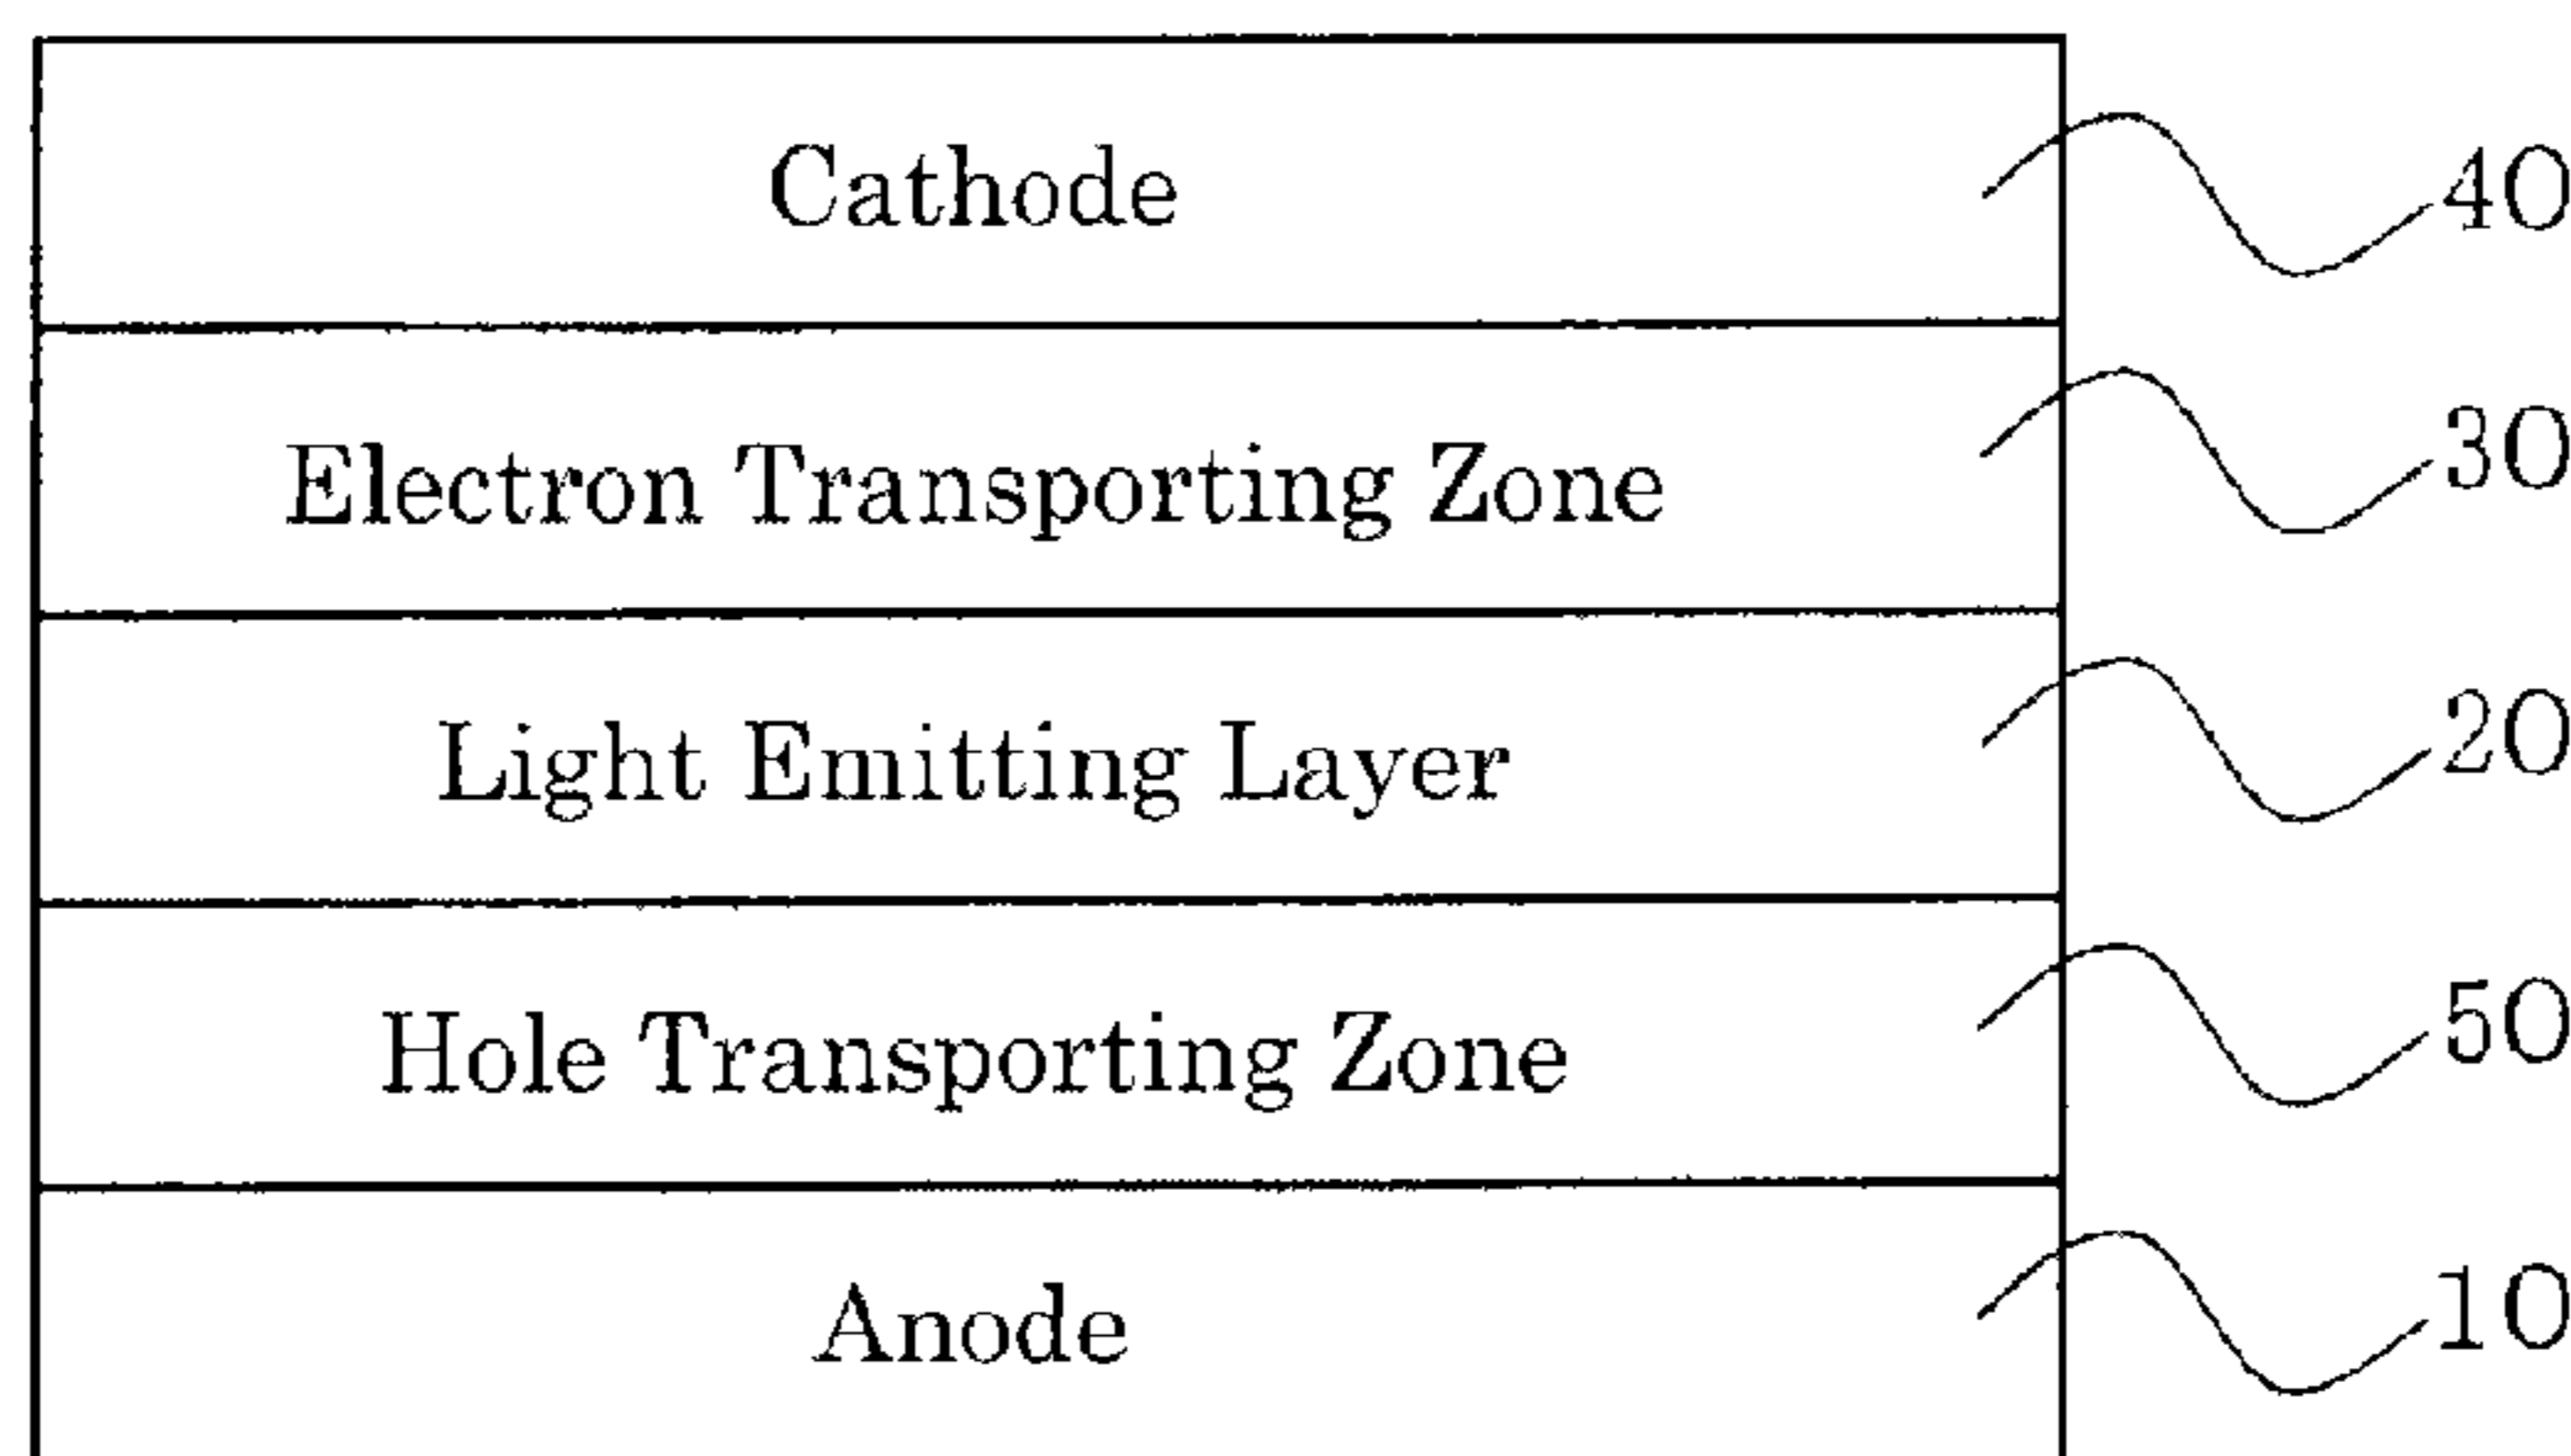 Cathode 40
Electron Transporting Zone 30
Light Emitting Layer 20
Hole Transporting Zone 50
Anode 10